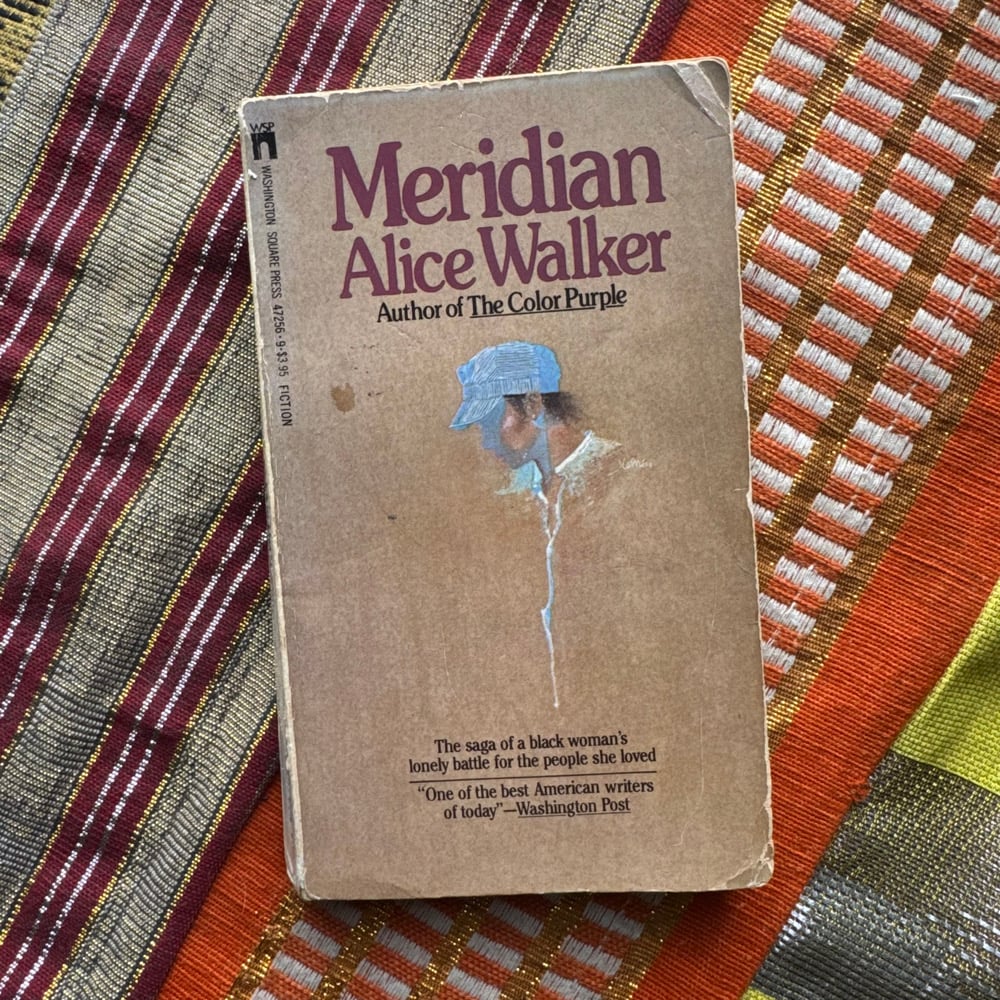 WSP
WASHINGTON SQUARE PRESS 47256·9·$3.95 FICTION
Meridian
Alice Walker
Author of The Color Purple
The saga of a black woman's
lonely battle for the people she loved
"One of the best American writers
of today"—Washington Post